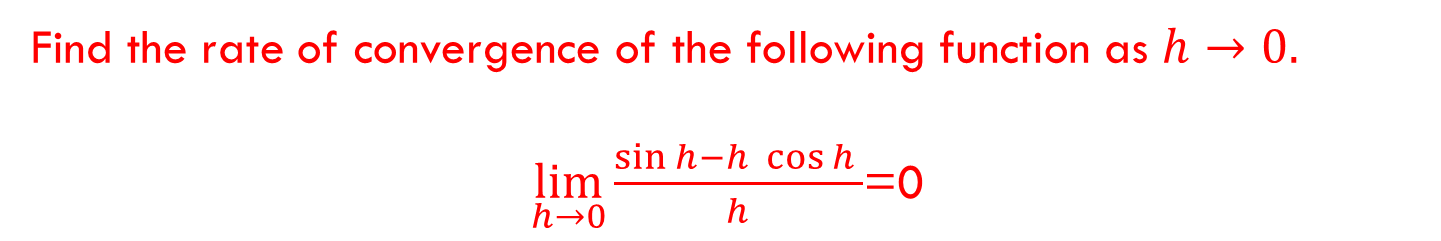 Find the rate of convergence of the following function as ℎ → 0.
lim ℎ→0 (sin ℎ−ℎ cos ℎ)/ℎ =0